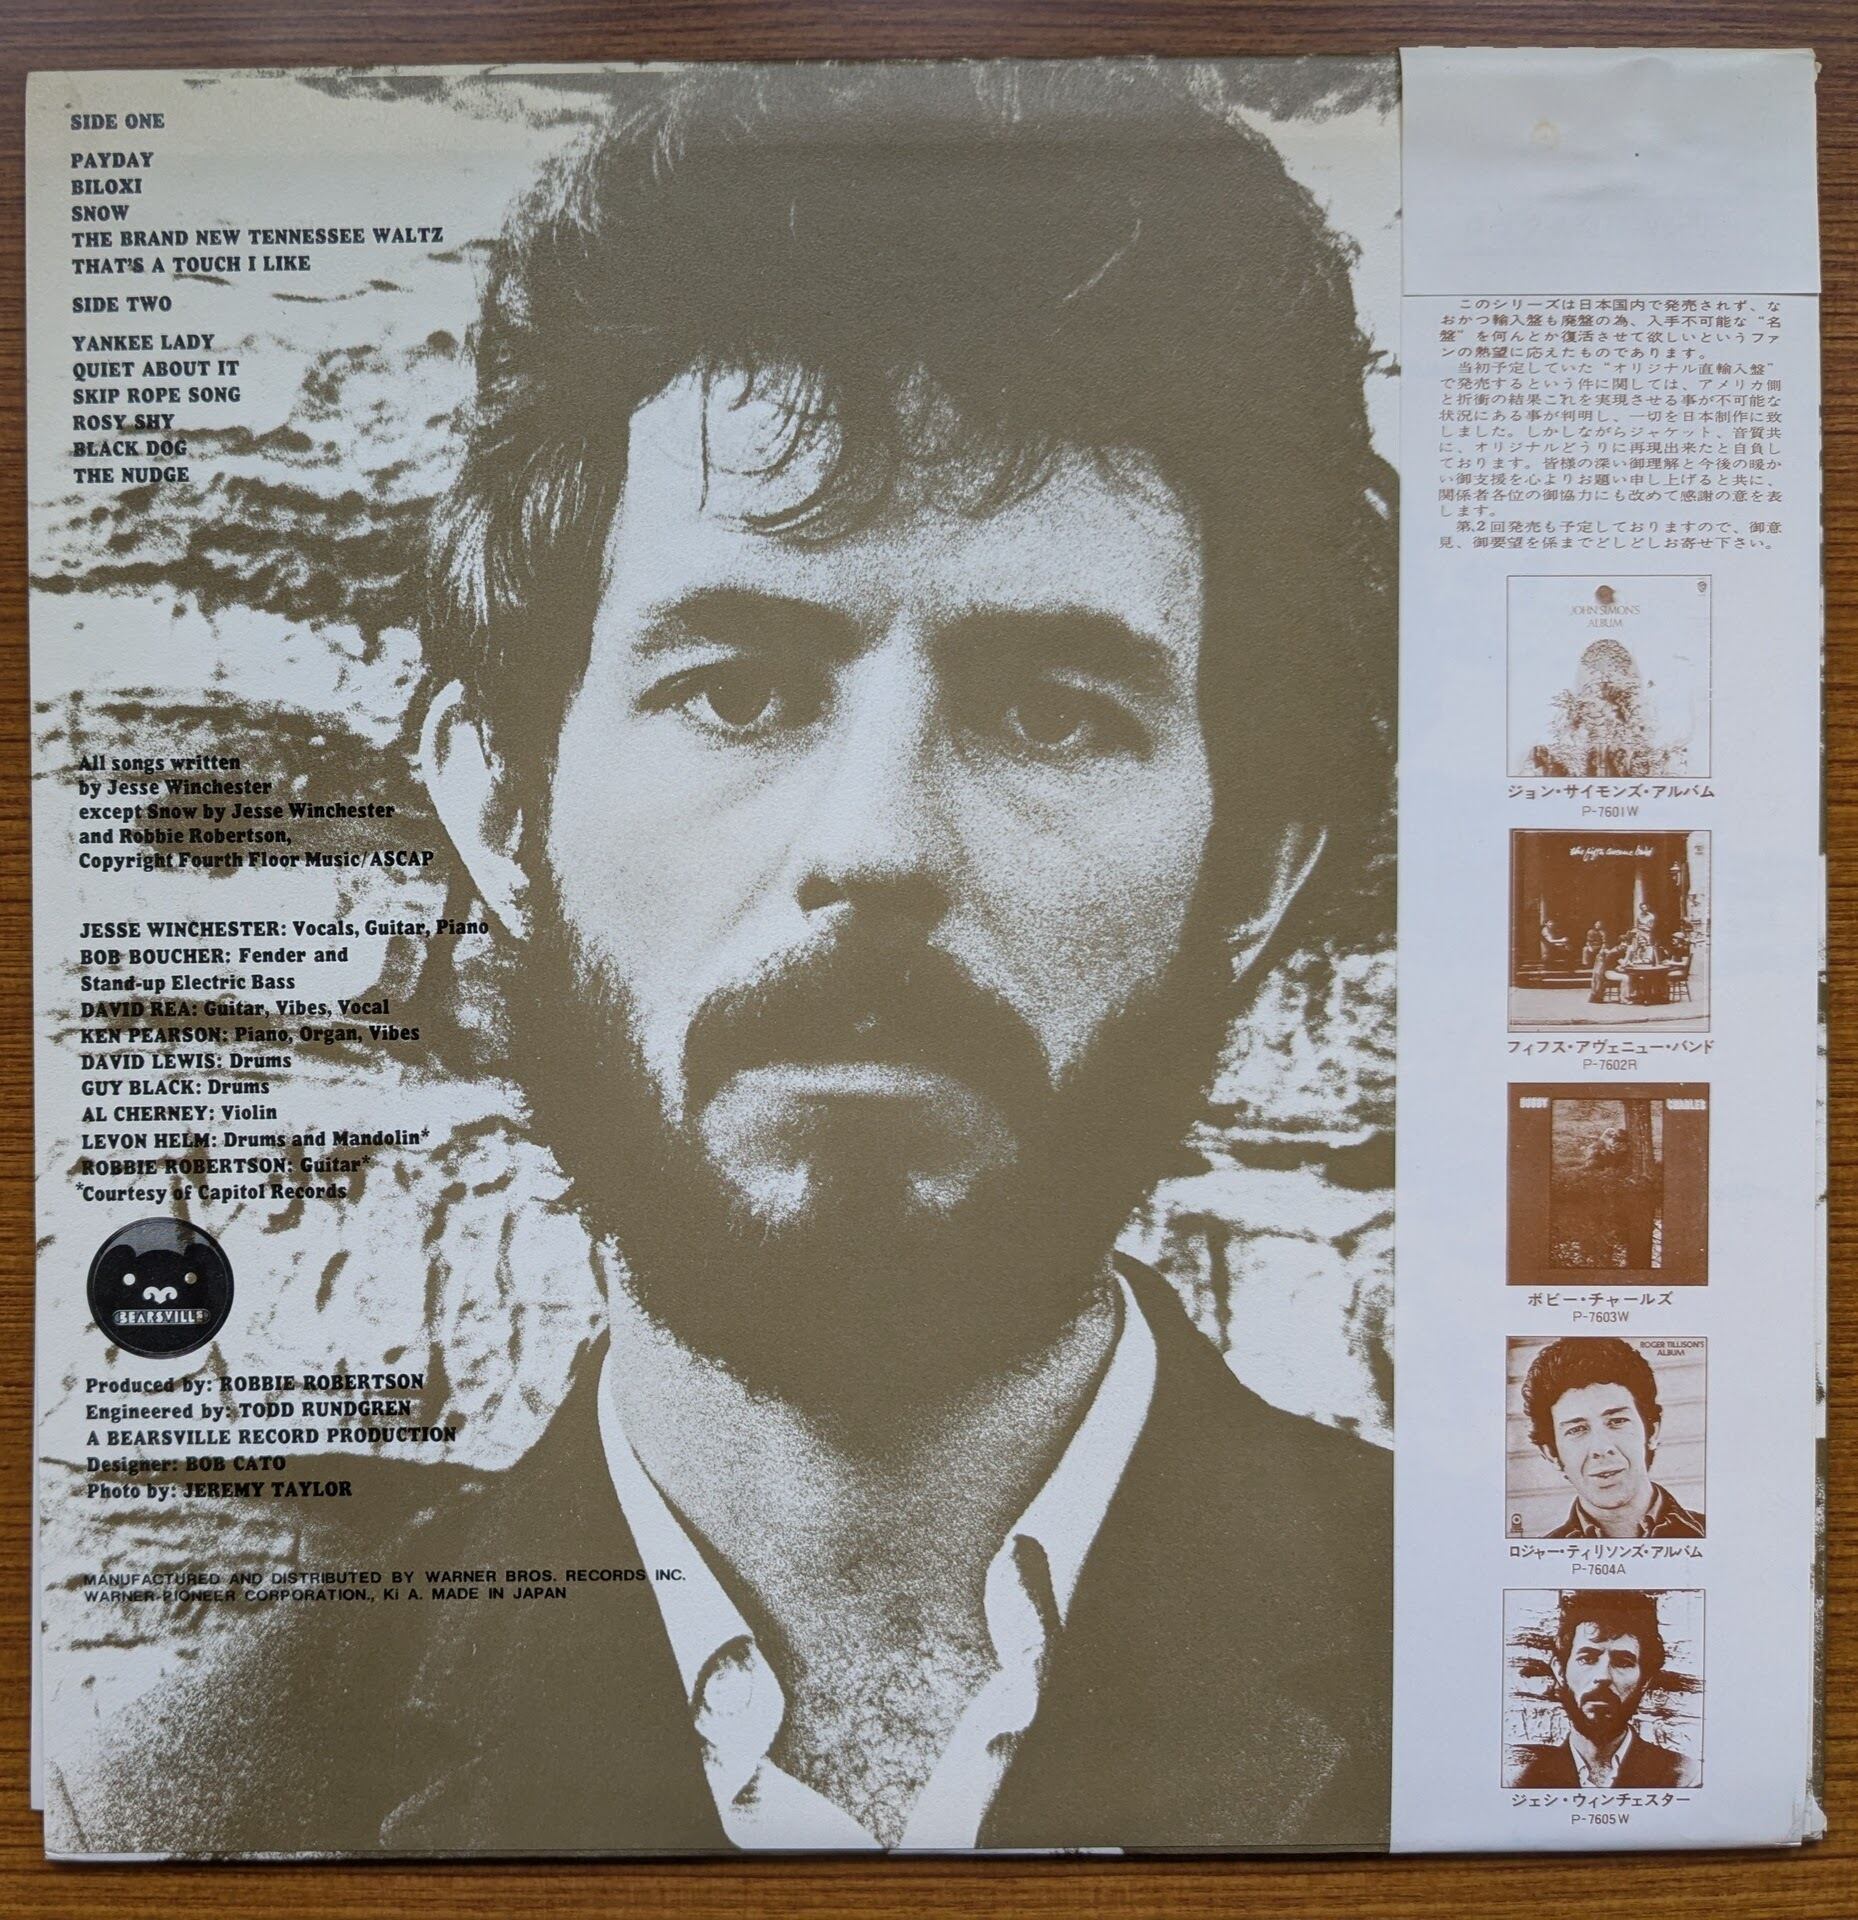 SIDE ONE
PAYDAY
BILOXI
SNOW
THE BRAND NEW TENNESSEE WALTZ
THAT'S A TOUCH I LIKE
SIDE TWO
YANKEE LADY
QUIET ABOUT IT
SKIP ROPE SONG
ROSY SHY
BLACK DOG
THE NUDGE
All songs written
by Jesse Winchester
except Snow by Jesse Winchester
and Robbie Robertson,
Copyright Fourth Floor Music/ASCAP
JESSE WINCHESTER: Vocals, Guitar, Piano
BOB BOUCHER: Fender and
Stand-up Electric Bass
DAVID REA: Guitar, Vibes, Vocal
KEN PEARSON: Piano, Organ, Vibes
DAVID LEWIS: Drums
GUY BLACK: Drums
AL CHERNEY: Violin
LEVON HELM: Drums and Mandolin*
ROBBIE ROBERTSON: Guitar*
*Courtesy of Capitol Records
BEARSVILLE
Produced by: ROBBIE ROBERTSON
Engineered by: TODD RUNDGREN
A BEARSVILLE RECORD PRODUCTION
Designer: BOB CATO
Photo by: JEREMY TAYLOR
MANUFACTURED AND DISTRIBUTED BY WARNER BROS. RECORDS INC.
WARNER-PIONEER CORPORATION., Ki A. MADE IN JAPAN
このシリーズは日本国内で発売されず、な
おかつ輸入盤も廃盤の為、入手不可能な“名
盤”を何んとか復活させて欲しいというファ
ンの熱望に応えたものであります。
当初予定していた“オリジナル直輸入盤”
で発売するという件に関しては、アメリカ側
と折衝の結果これを実現させる事が不可能な
状況にある事が判明し、一切を日本制作に致
しました。しかしながらジャケット、音質共
に、オリジナルどうりに再現出来たと自負し
ております。皆様の深い御理解と今後の暖か
い御支援を心よりお願い申し上げると共に、
関係者各位の御協力にも改めて感謝の意を表
します。
第2回発売も予定しておりますので、御意
見、御要望を係までどしどしお寄せ下さい。
JOHN SIMON'S
ALBUM
ジョン・サイモンズ・アルバム
P-7601W
the fifth avenue band
フィフス・アヴェニュー・バンド
P-7602R
BOBBY CHARLES
ボビー・チャールズ
P-7603W
ROGER TILLISON'S
ALBUM
ロジャー・ティリソンズ・アルバム
P-7604A
ジェシ・ウィンチェスター
P-7605W